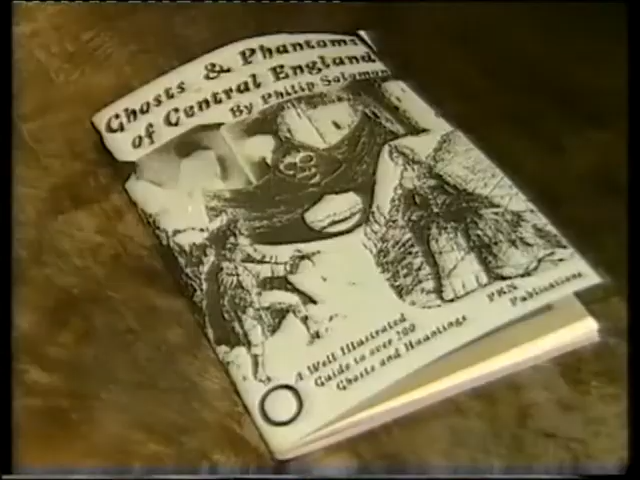 Ghosts & Phantoms
of Central England
By Philip Solomon
A Well Illustrated
Guide to over 200
Ghosts and Hauntings
PKN
Publications